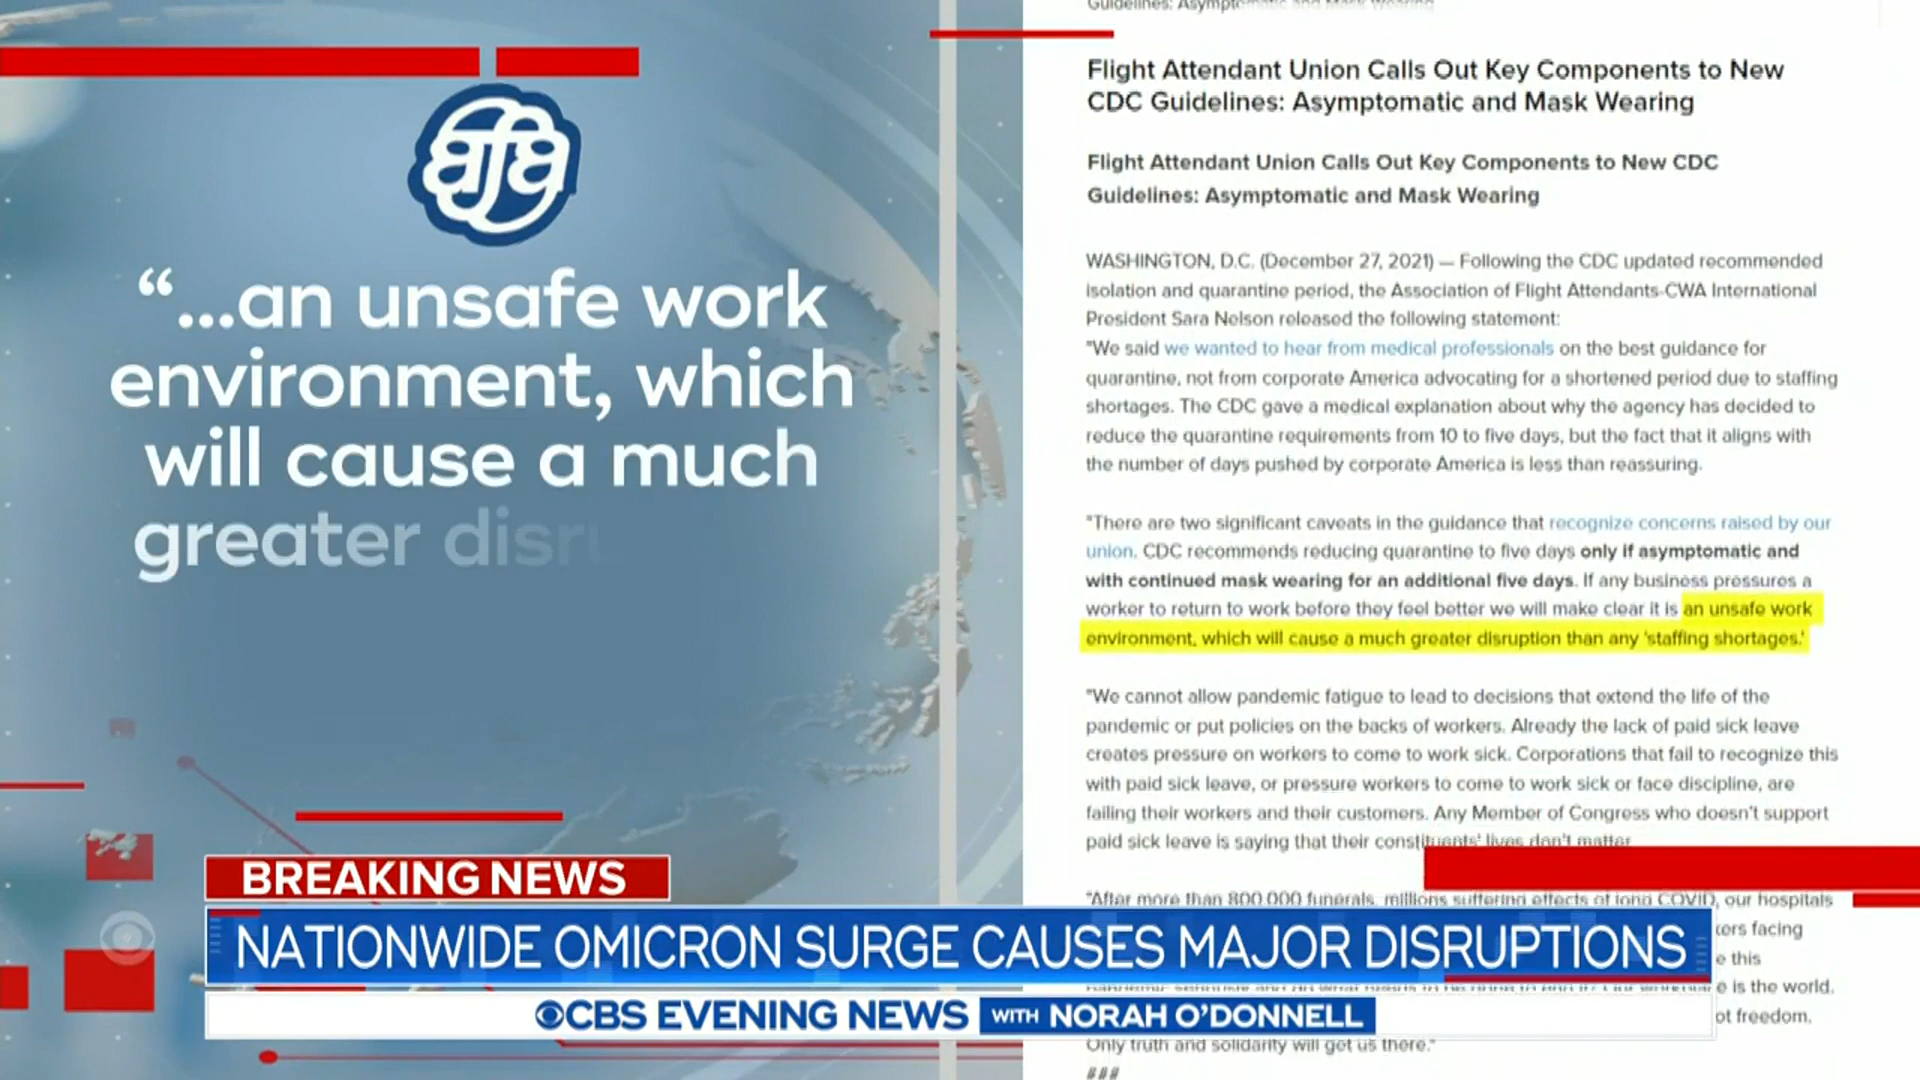 afa
“...an unsafe work
environment, which
will cause a much
greater disru
Guidelines: Asymptomatic and Mask Wearing
Flight Attendant Union Calls Out Key Components to New
CDC Guidelines: Asymptomatic and Mask Wearing
Flight Attendant Union Calls Out Key Components to New CDC
Guidelines: Asymptomatic and Mask Wearing
WASHINGTON, D.C. (December 27, 2021) — Following the CDC updated recommended
isolation and quarantine period, the Association of Flight Attendants-CWA International
President Sara Nelson released the following statement:
"We said we wanted to hear from medical professionals on the best guidance for
quarantine, not from corporate America advocating for a shortened period due to staffing
shortages. The CDC gave a medical explanation about why the agency has decided to
reduce the quarantine requirements from 10 to five days, but the fact that it aligns with
the number of days pushed by corporate America is less than reassuring.
"There are two significant caveats in the guidance that recognize concerns raised by our
union. CDC recommends reducing quarantine to five days only if asymptomatic and
with continued mask wearing for an additional five days. If any business pressures a
worker to return to work before they feel better we will make clear it is an unsafe work
environment, which will cause a much greater disruption than any 'staffing shortages.'
"We cannot allow pandemic fatigue to lead to decisions that extend the life of the
pandemic or put policies on the backs of workers. Already the lack of paid sick leave
creates pressure on workers to come to work sick. Corporations that fail to recognize this
with paid sick leave, or pressure workers to come to work sick or face discipline, are
failing their workers and their customers. Any Member of Congress who doesn't support
paid sick leave is saying that their constituents' lives don't matter
"After more than 800,000 funerals, millions suffering effects of long COVID, our hospitals
facing
this
is the world.
freedom.
Only truth and solidarity will get us there."
###
BREAKING NEWS
NATIONWIDE OMICRON SURGE CAUSES MAJOR DISRUPTIONS
CBS EVENING NEWS WITH NORAH O'DONNELL